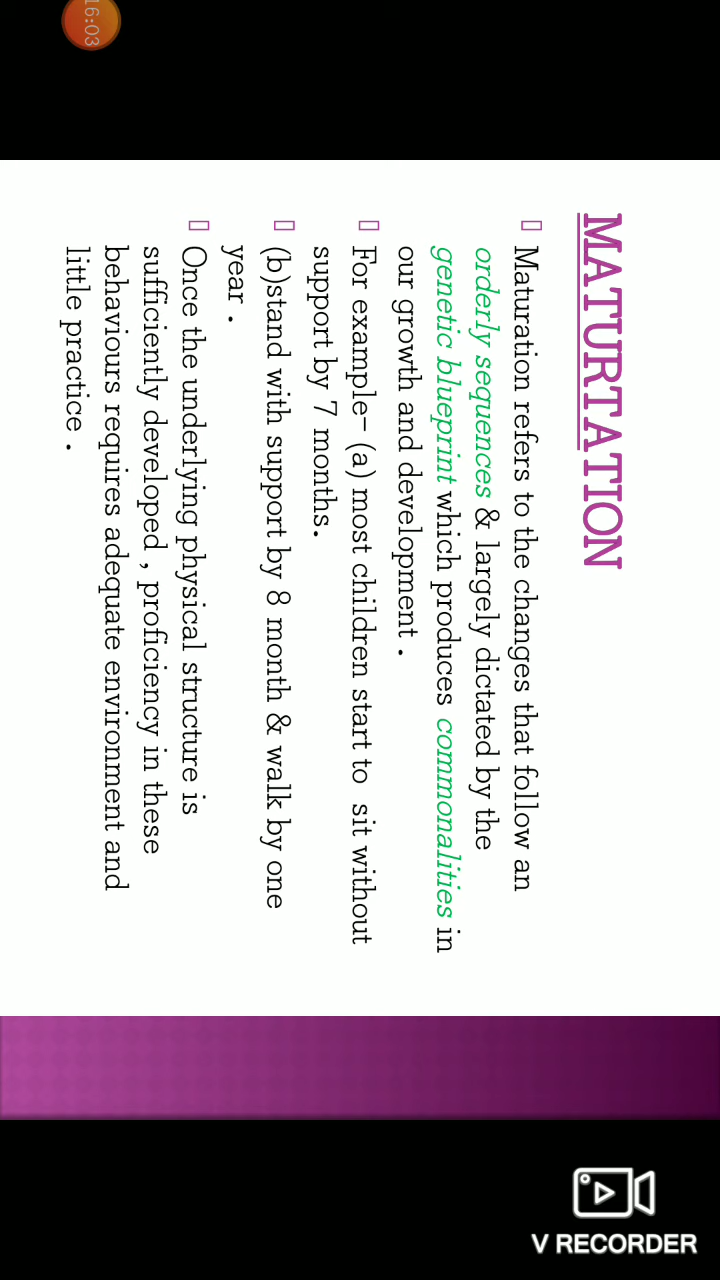 16:03
MATURTATION
Maturation refers to the changes that follow an
orderly sequences & largely dictated by the
genetic blueprint which produces commonalities in
our growth and development .
For example- (a) most children start to sit without
support by 7 months.
(b)stand with support by 8 month & walk by one
year .
Once the underlying physical structure is
sufficiently developed , proficiency in these
behaviours requires adequate environment and
little practice .
V RECORDER